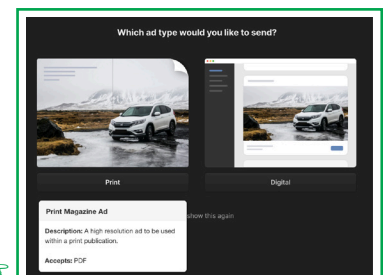 Which ad type would you like to send?
Print
Digital
show this again
Print Magazine Ad
Description: A high resolution ad to be used
within a print publication.
Accepts: PDF